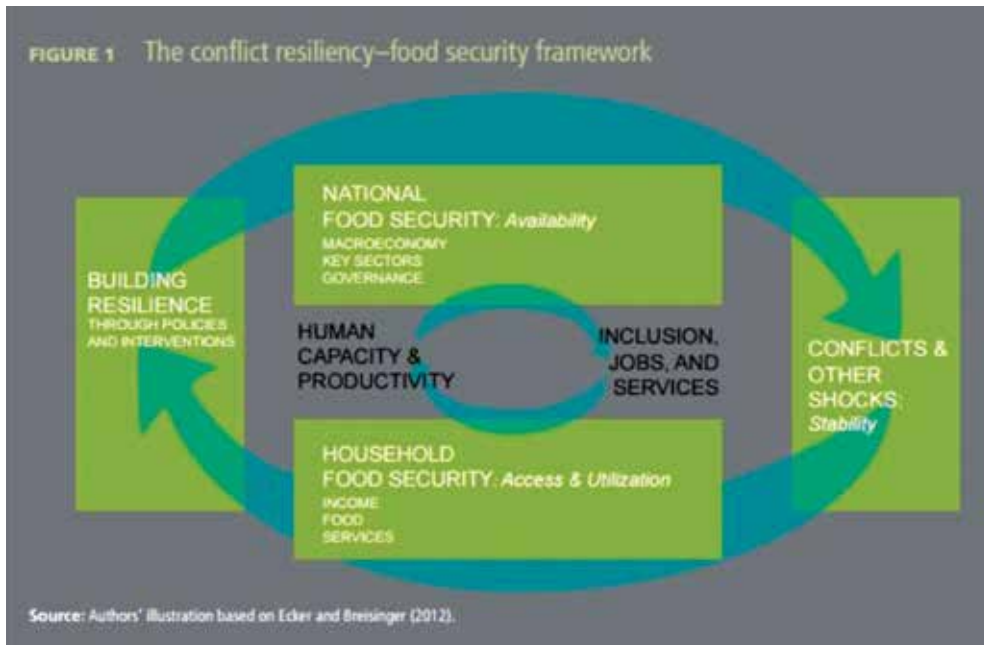 FIGURE 1 The conflict resiliency–food security framework
NATIONAL
FOOD SECURITY: Availability
MACROECONOMY
KEY SECTORS
GOVERNANCE
BUILDING
RESILIENCE
THROUGH POLICIES
AND INTERVENTIONS
HUMAN
CAPACITY &
PRODUCTIVITY
INCLUSION,
JOBS, AND
SERVICES
CONFLICTS &
OTHER
SHOCKS:
Stability
HOUSEHOLD
FOOD SECURITY: Access & Utilization
INCOME
FOOD
SERVICES
Source: Authors' illustration based on Ecker and Breisinger (2012).